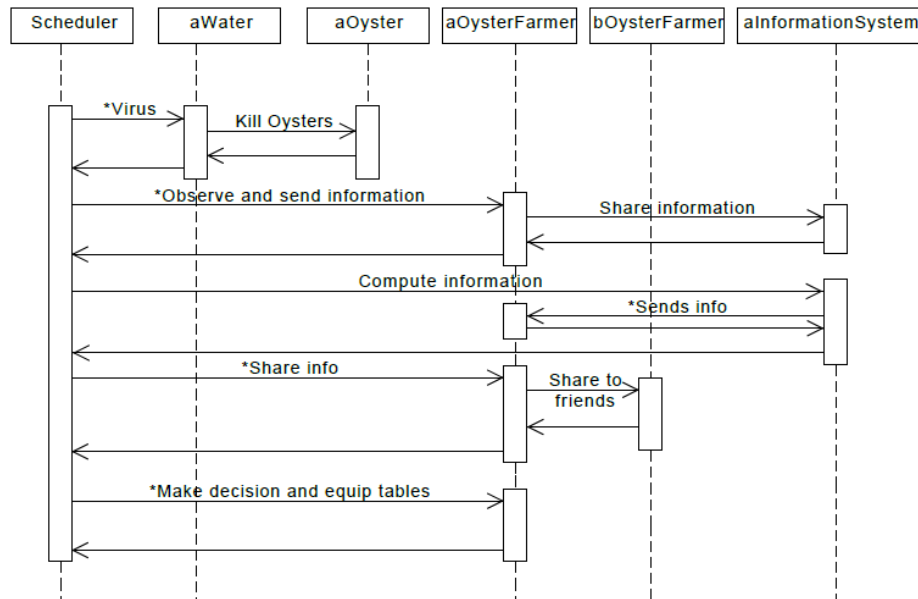 Scheduler
aWater
aOyster
aOysterFarmer
bOysterFarmer
aInformationSystem
*Virus
Kill Oysters
*Observe and send information
Share information
Compute information
*Sends info
*Share info
Share to
friends
*Make decision and equip tables